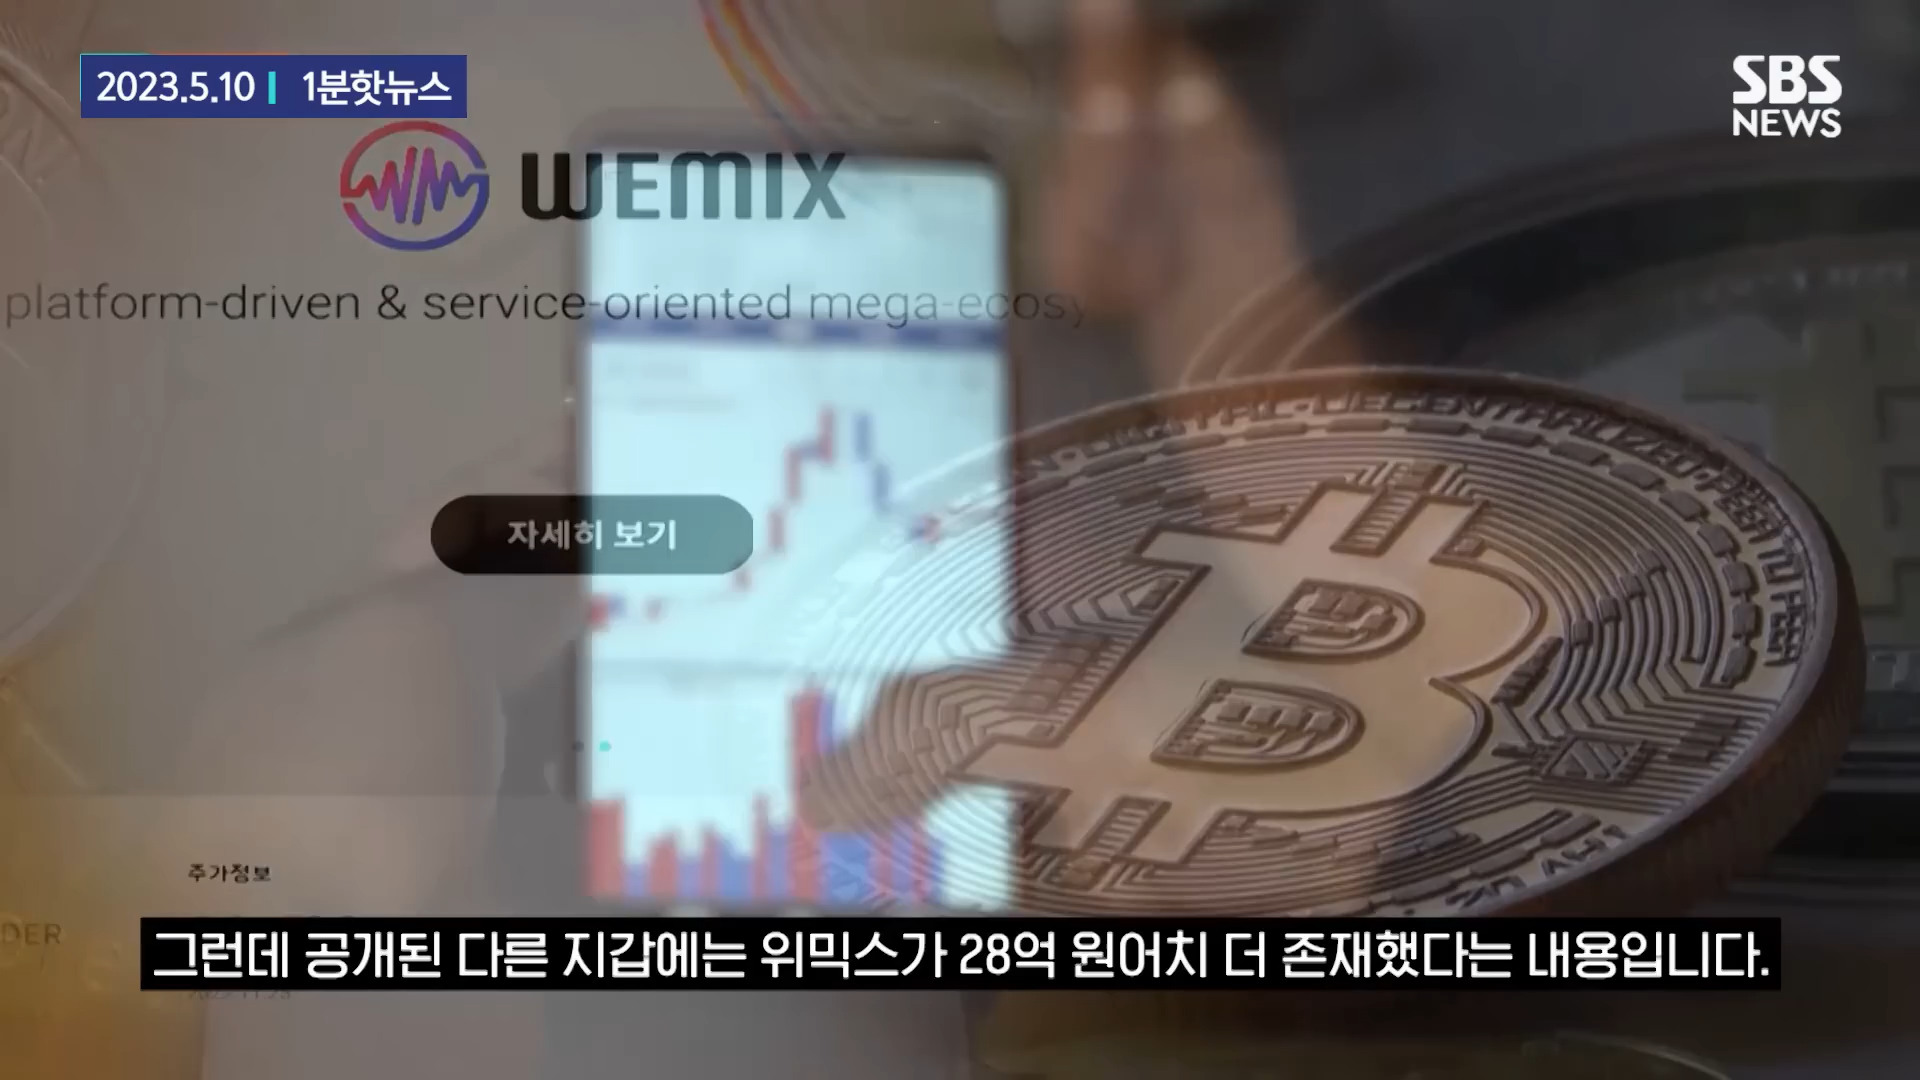 2023.5.10 | 1분핫뉴스
SBS
NEWS
WEMIX
platform-driven & service-oriented mega-ecosy
자세히 보기
주가정보
DER
그런데 공개된 다른 지갑에는 위믹스가 28억 원어치 더 존재했다는 내용입니다.